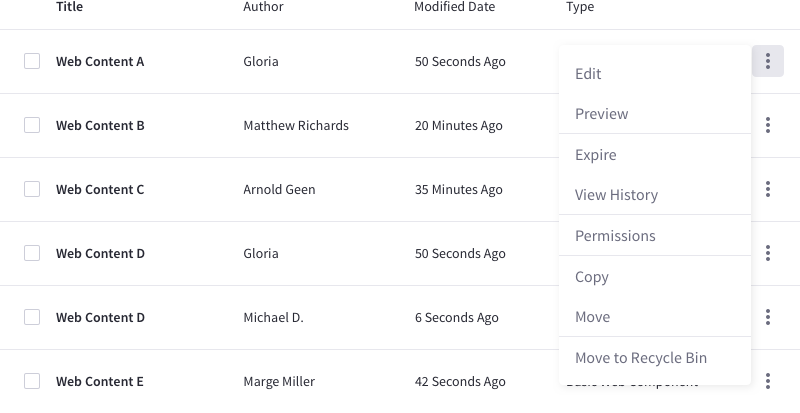 Title Author Modified Date Type
Web Content A Gloria 50 Seconds Ago
Edit
Preview
Web Content B Matthew Richards 20 Minutes Ago
Expire
Web Content C Arnold Geen 35 Minutes Ago
View History
Permissions
Web Content D Gloria 50 Seconds Ago
Copy
Web Content D Michael D. 6 Seconds Ago
Move
Move to Recycle Bin
Web Content E Marge Miller 42 Seconds Ago